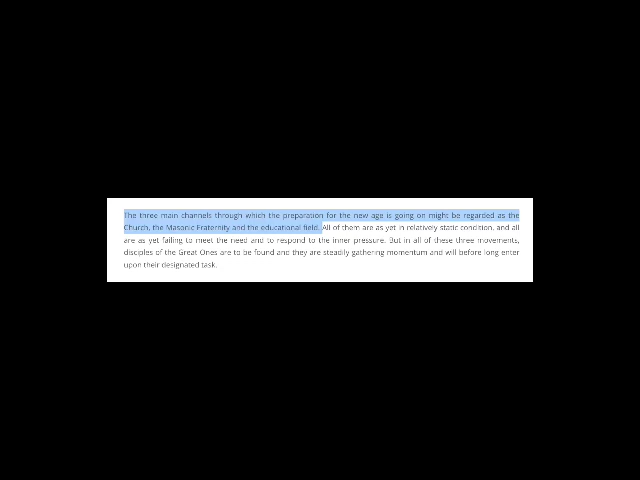 The three main channels through which the preparation for the new age is going on might be regarded as the
Church, the Masonic Fraternity and the educational field. All of them are as yet in relatively static condition, and all
are as yet failing to meet the need and to respond to the inner pressure. But in all of these three movements,
disciples of the Great Ones are to be found and they are steadily gathering momentum and will before long enter
upon their designated task.